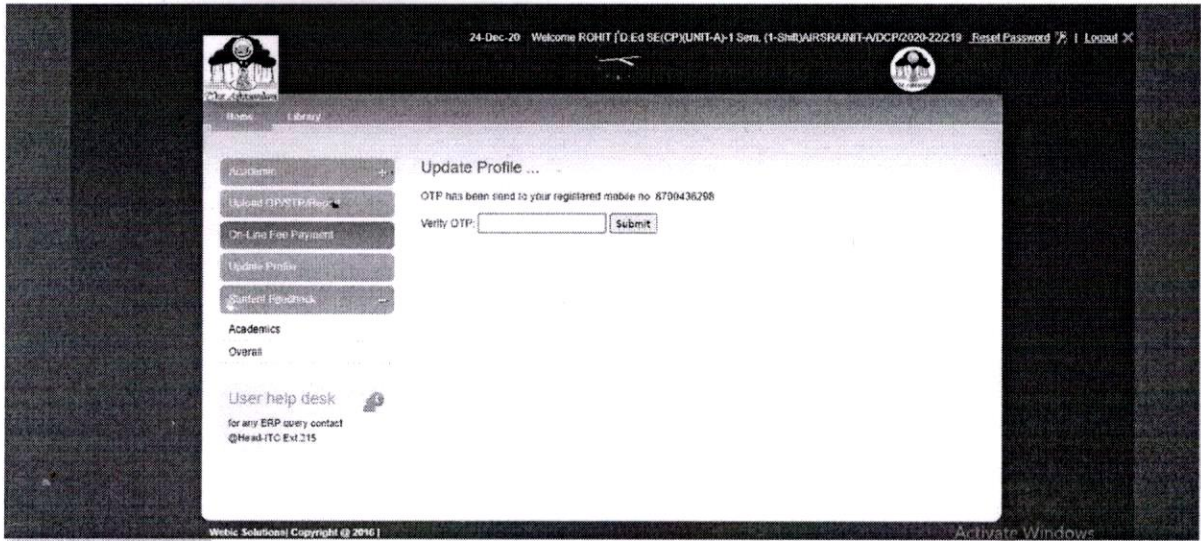 24-Dec-20 Welcome ROHIT [D.Ed SE(CP)(UNIT-A)-1 Sem, (1-Shift)AIRSR/UNIT-A/DCP/2020-22/219 Reset Password | Logout
Home Library
Academic
Update Profile ...
Upload
OTP has been send to your registered mobile no 8700436298
Verify OTP: Submit
On-Line Fee Payment
Update Profile
Student Feedback
Academics
Overall
User help desk
for any ERP query contact
@Head-ITC Ext.215
Webic Solutions| Copyright @ 2016 |
Activate Windows